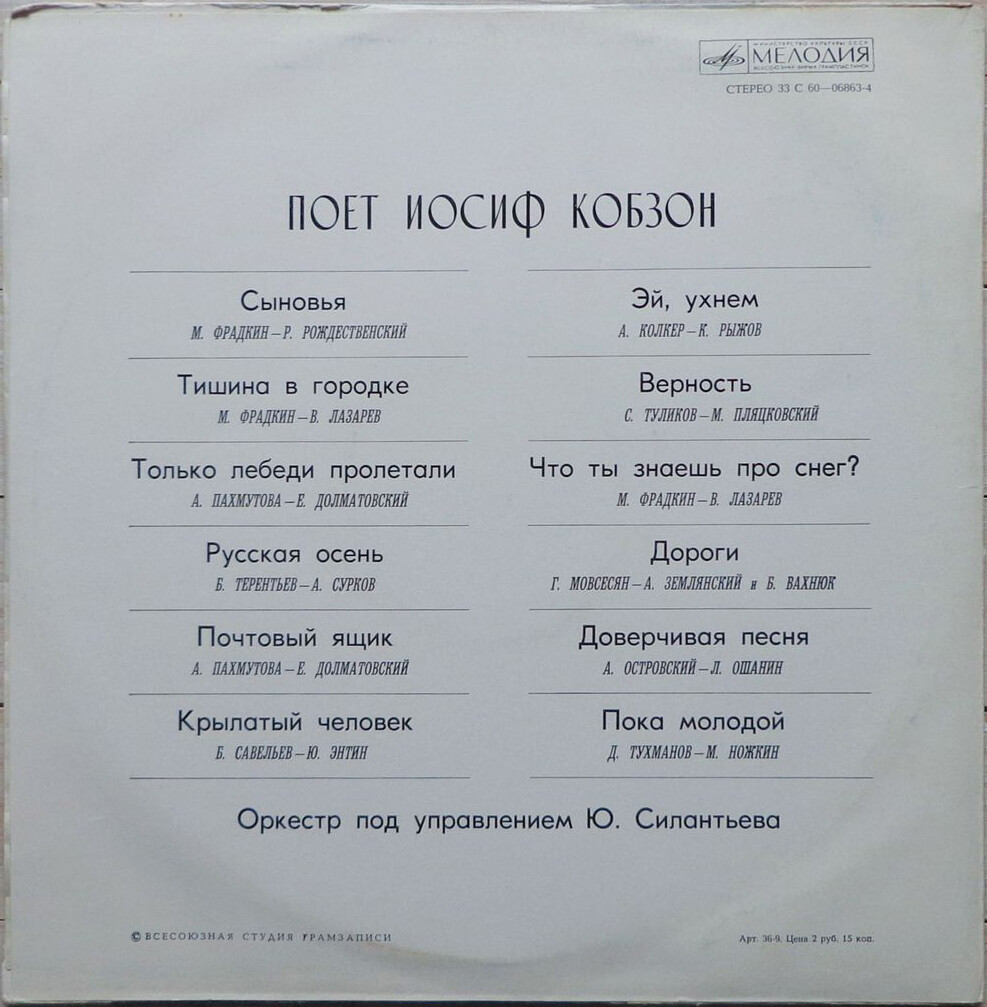 МИНИСТЕРСТВО КУЛЬТУРЫ СССР
МЕЛОДИЯ
ВСЕСОЮЗНАЯ ФИРМА ГРАМПЛАСТИНОК
СТЕРЕО 33 С 60—06863-4
ПОЕТ ИОСИФ КОБЗОН
Сыновья
М. ФРАДКИН—Р. РОЖДЕСТВЕНСКИЙ
Тишина в городке
М. ФРАДКИН—В. ЛАЗАРЕВ
Только лебеди пролетали
А. ПАХМУТОВА—Е. ДОЛМАТОВСКИЙ
Русская осень
Б. ТЕРЕНТЬЕВ—А. СУРКОВ
Почтовый ящик
А. ПАХМУТОВА—Е. ДОЛМАТОВСКИЙ
Крылатый человек
Б. САВЕЛЬЕВ—Ю. ЭНТИН
Эй, ухнем
А. КОЛКЕР—К. РЫЖОВ
Верность
С. ТУЛИКОВ—М. ПЛЯЦКОВСКИЙ
Что ты знаешь про снег?
М. ФРАДКИН—В. ЛАЗАРЕВ
Дороги
Г. МОВСЕСЯН—А. ЗЕМЛЯНСКИЙ и Б. ВАХНЮК
Доверчивая песня
А. ОСТРОВСКИЙ—Л. ОШАНИН
Пока молодой
Д. ТУХМАНОВ—М. НОЖКИН
Оркестр под управлением Ю. Силантьева
© ВСЕСОЮЗНАЯ СТУДИЯ ГРАМЗАПИСИ
Арт. 36-9. Цена 2 руб. 15 коп.